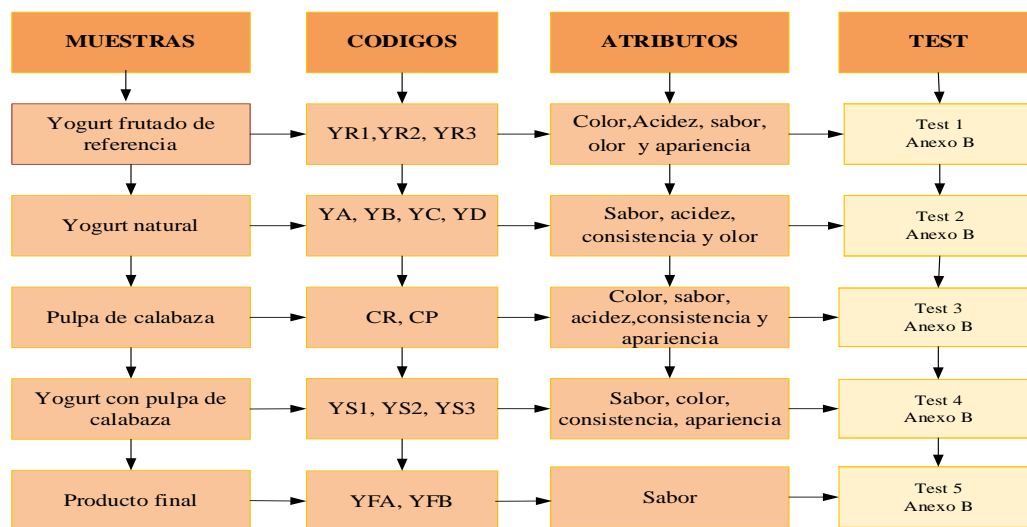 MUESTRAS
CODIGOS
ATRIBUTOS
TEST
Yogurt frutado de
referencia
YR1,YR2, YR3
Color,Acidez, sabor,
olor y apariencia
Test 1
Anexo B
Yogurt natural
YA, YB, YC, YD
Sabor, acidez,
consistencia y olor
Test 2
Anexo B
Pulpa de calabaza
CR, CP
Color, sabor,
acidez,consistencia y
apariencia
Test 3
Anexo B
Yogurt con pulpa de
calabaza
YS1, YS2, YS3
Sabor, color,
consistencia, apariencia
Test 4
Anexo B
Producto final
YFA, YFB
Sabor
Test 5
Anexo B